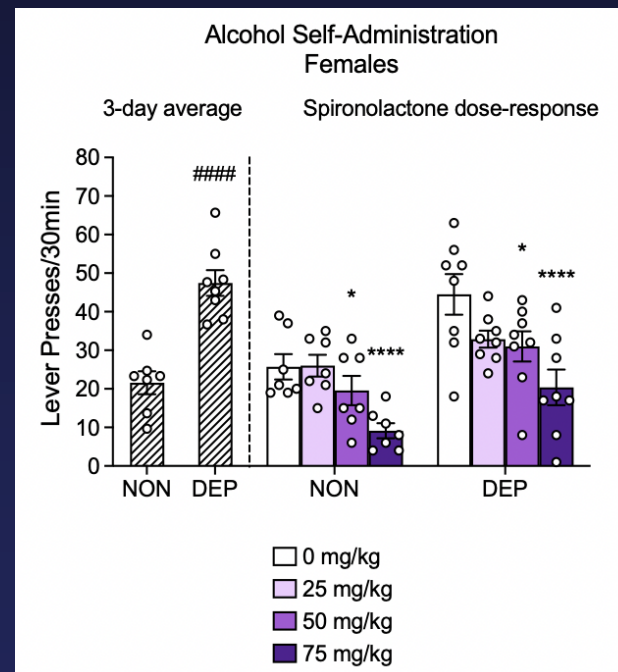 Alcohol Self-Administration
Females
3-day average
Spironolactone dose-response
Lever Presses/30min
80
70
60
50
40
30
20
10
0
####
*
****
*
****
NON
DEP
NON
DEP
0 mg/kg
25 mg/kg
50 mg/kg
75 mg/kg